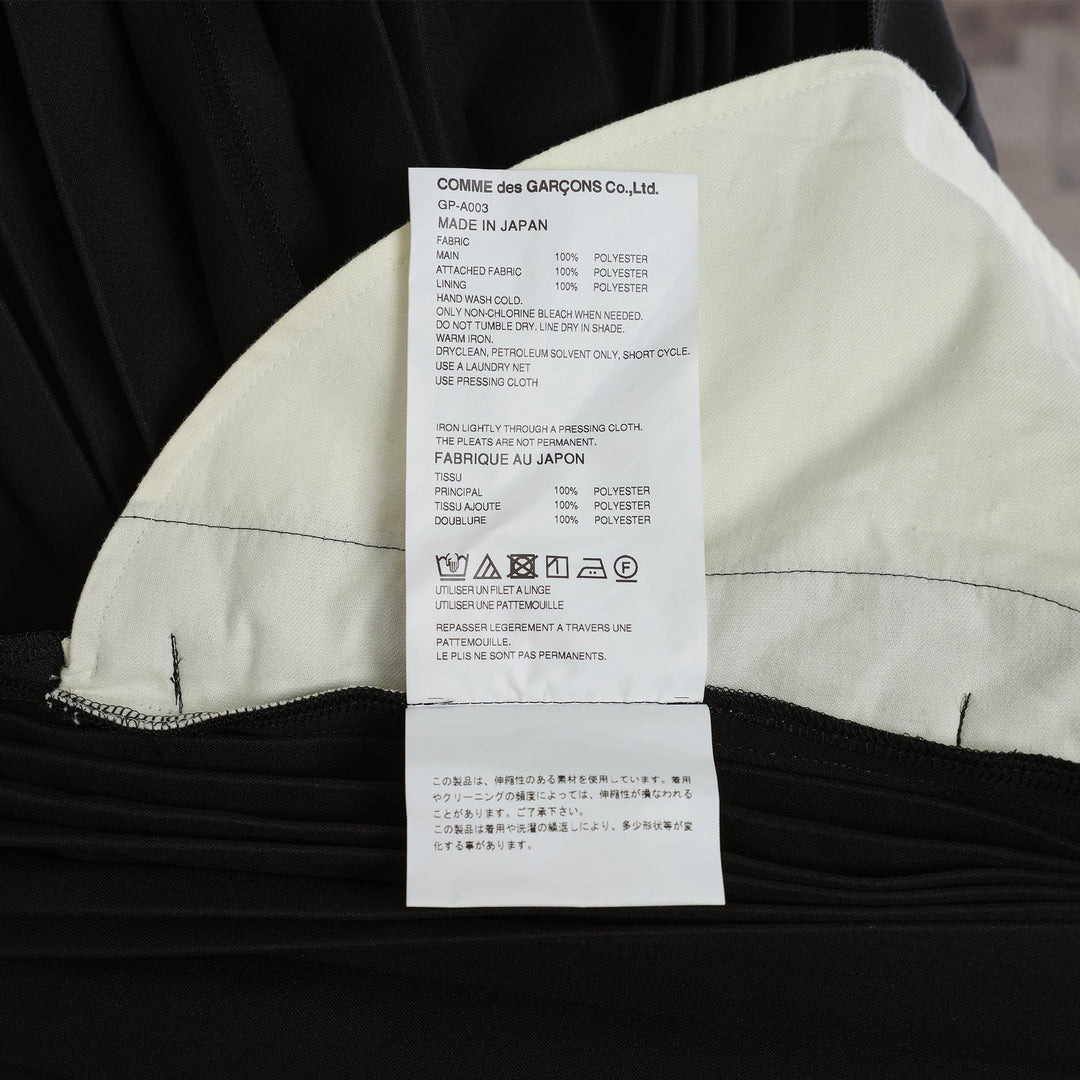 COMME des GARÇONS Co.,Ltd.
GP-A003
MADE IN JAPAN
FABRIC
MAIN 100% POLYESTER
ATTACHED FABRIC 100% POLYESTER
LINING 100% POLYESTER
HAND WASH COLD.
ONLY NON-CHLORINE BLEACH WHEN NEEDED.
DO NOT TUMBLE DRY. LINE DRY IN SHADE.
WARM IRON.
DRYCLEAN, PETROLEUM SOLVENT ONLY, SHORT CYCLE.
USE A LAUNDRY NET
USE PRESSING CLOTH
IRON LIGHTLY THROUGH A PRESSING CLOTH.
THE PLEATS ARE NOT PERMANENT.
FABRIQUE AU JAPON
TISSU
PRINCIPAL 100% POLYESTER
TISSU AJOUTE 100% POLYESTER
DOUBLURE 100% POLYESTER
F
UTILISER UN FILET A LINGE
UTILISER UNE PATTEMOUILLE
REPASSER LEGEREMENT A TRAVERS UNE
PATTEMOUILLE.
LE PLIS NE SONT PAS PERMANENTS.
この製品は、伸縮性のある素材を使用しています。着用
やクリーニングの頻度によっては、伸縮性が損なわれる
ことがあります。ご了承下さい。
この製品は着用や洗濯の繰返しにより、多少形状等が変
化する事があります。